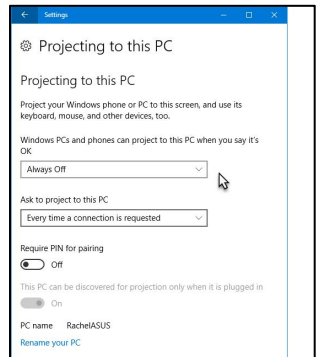 Settings
Projecting to this PC
Projecting to this PC
Project your Windows phone or PC to this screen, and use its
keyboard, mouse, and other devices, too.
Windows PCs and phones can project to this PC when you say it's
OK
Always Off
Ask to project to this PC
Every time a connection is requested
Require PIN for pairing
Off
This PC can be discovered for projection only when it is plugged in
On
PC name RachelASUS
Rename your PC